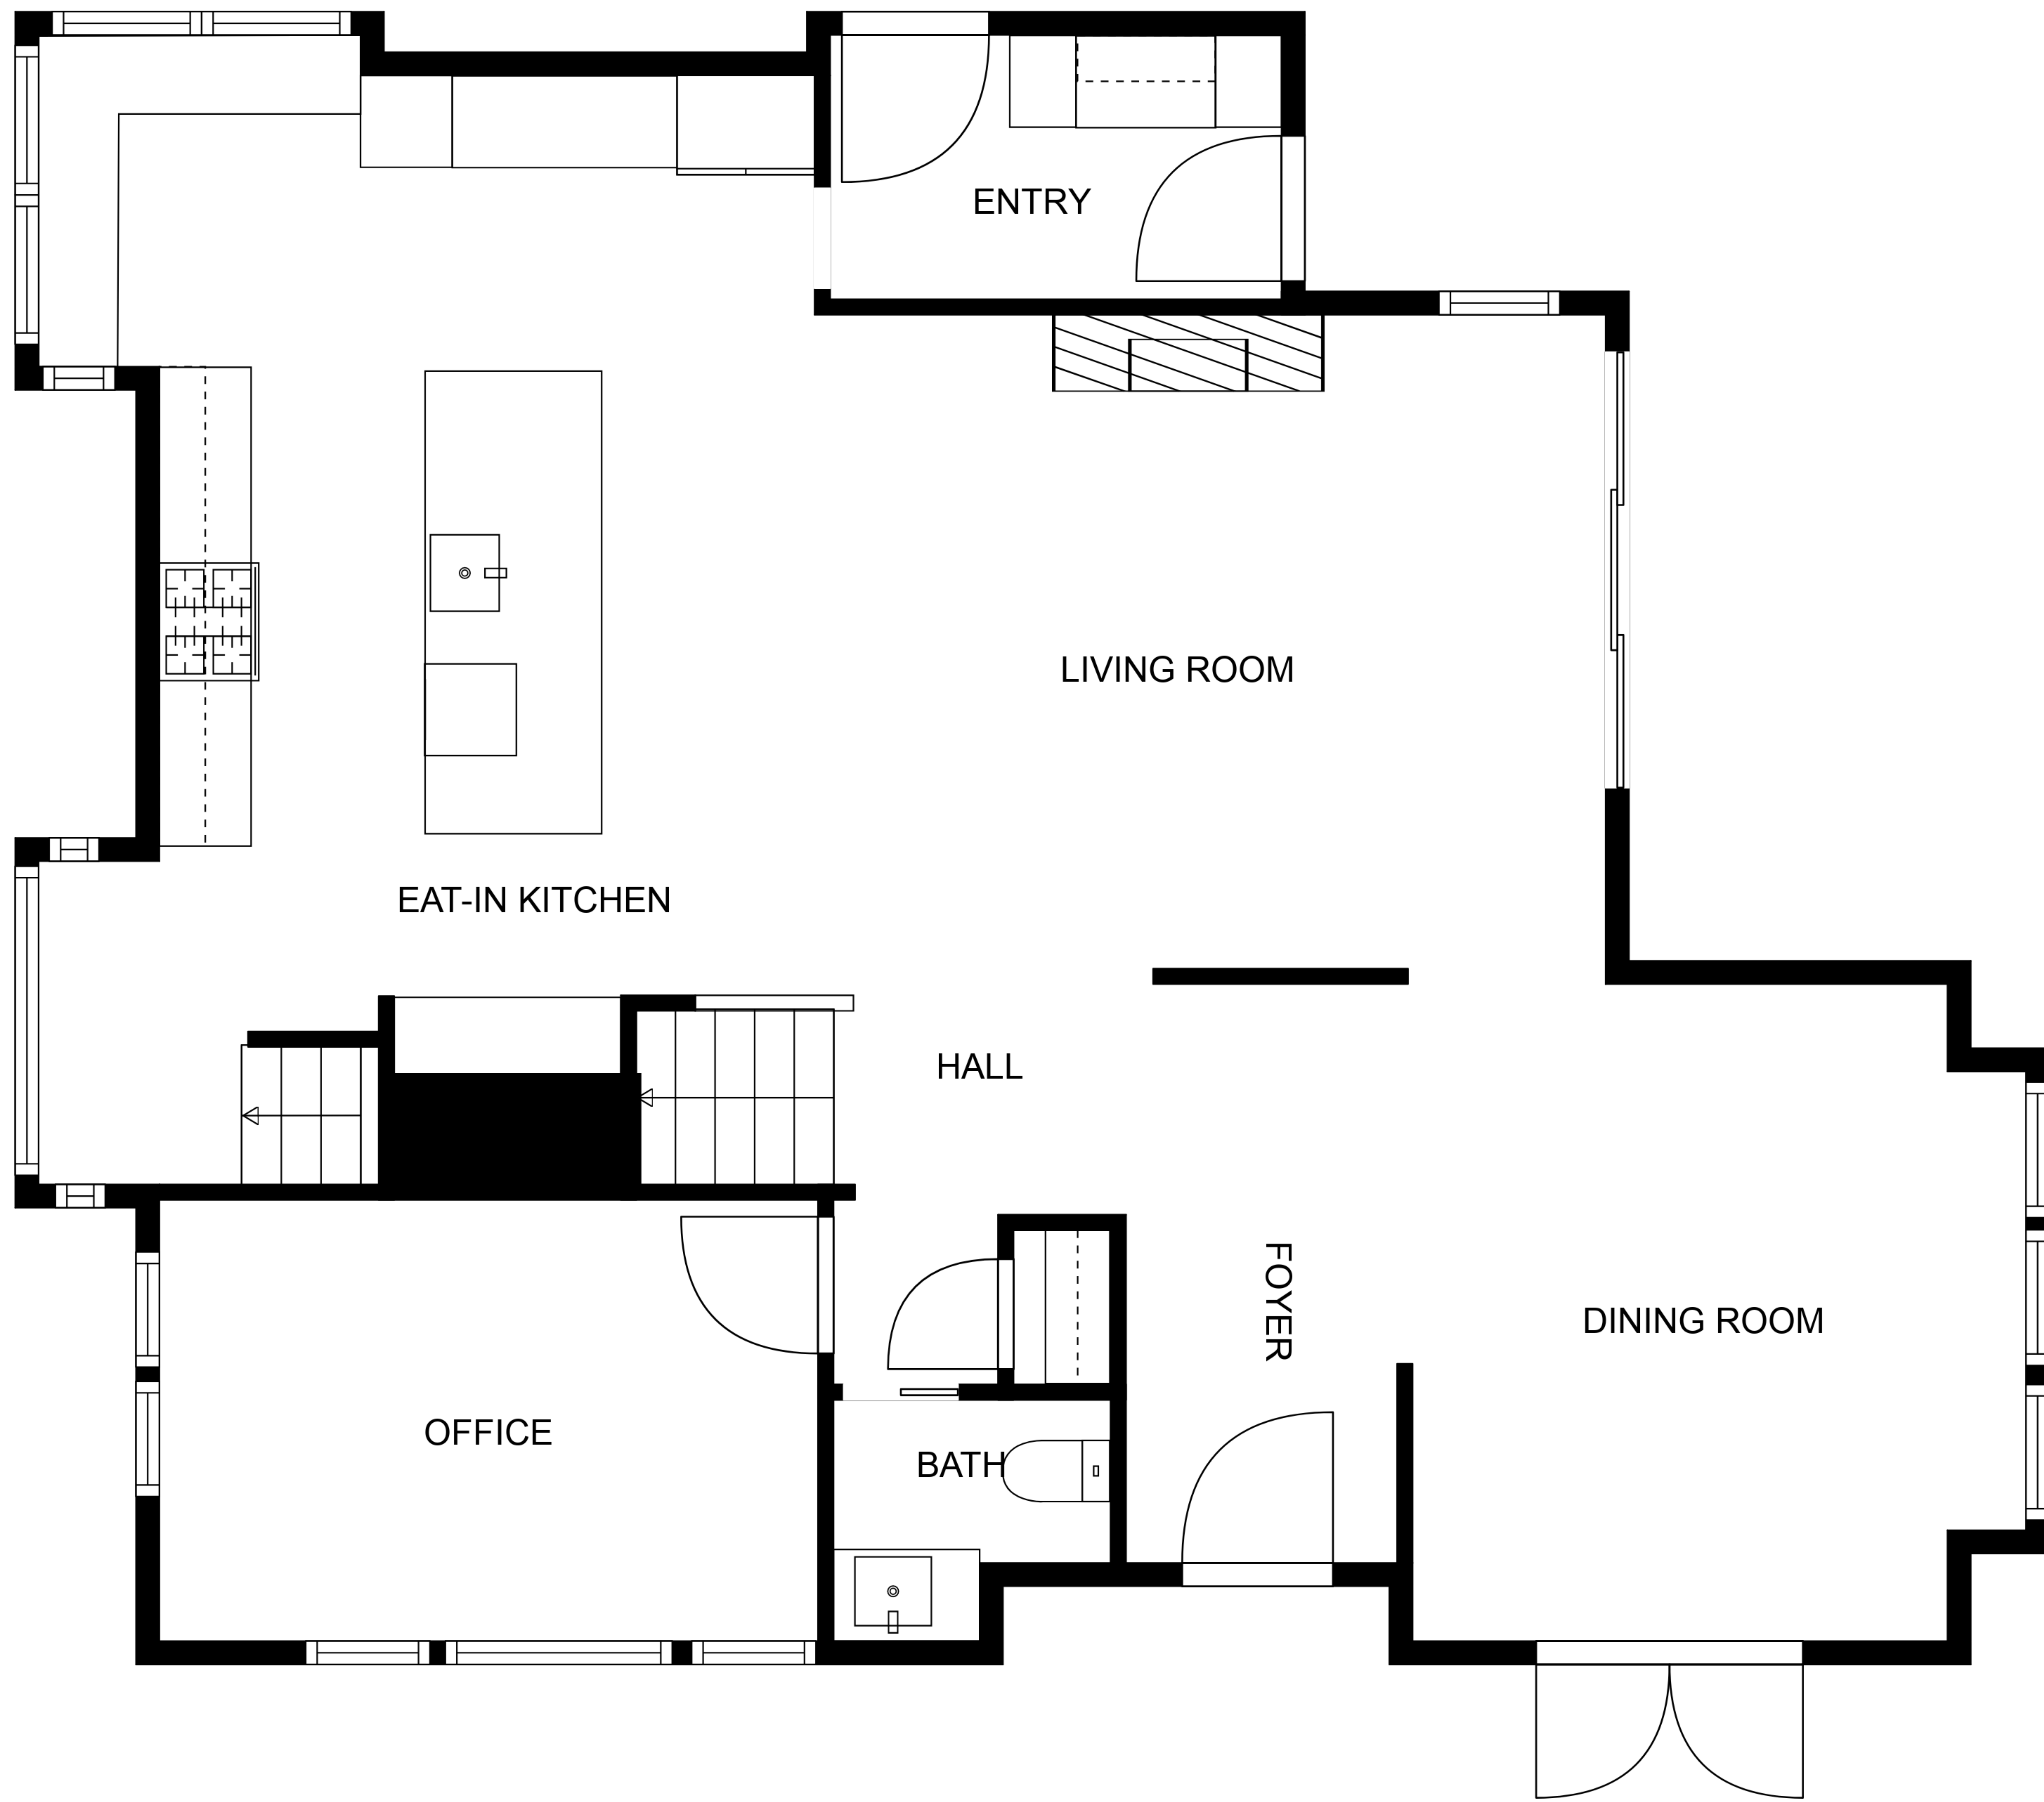 ENTRY
LIVING ROOM
EAT-IN KITCHEN
HALL
FOYER
DINING ROOM
OFFICE
BATH